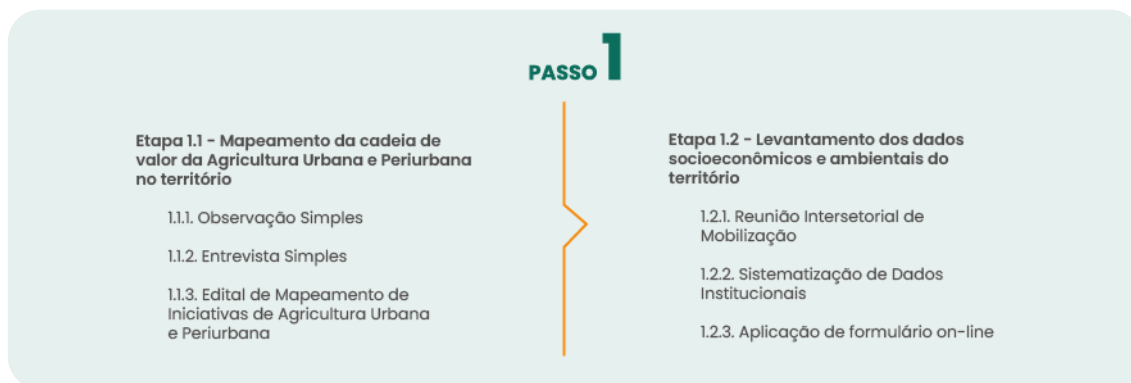 PASSO 1
Etapa 1.1 - Mapeamento da cadeia de
valor da Agricultura Urbana e Periurbana
no território
1.1.1. Observação Simples
1.1.2. Entrevista Simples
1.1.3. Edital de Mapeamento de
Iniciativas de Agricultura Urbana
e Periurbana
Etapa 1.2 - Levantamento dos dados
socioeconômicos e ambientais do
território
1.2.1. Reunião Intersetorial de
Mobilização
1.2.2. Sistematização de Dados
Institucionais
1.2.3. Aplicação de formulário on-line